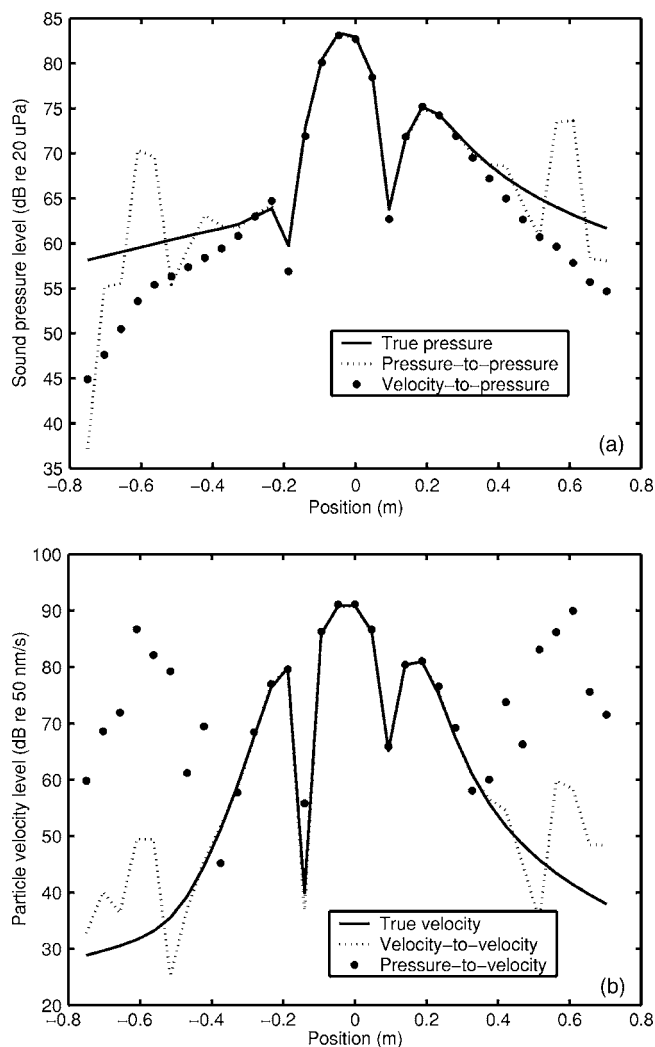 85
80
75
70
65
60
55
50
45
40
35
Sound pressure level (dB re 20 uPa)
True pressure
Pressure−to−pressure
Velocity−to−pressure
(a)
−0.8 −0.6 −0.4 −0.2 0 0.2 0.4 0.6 0.8
Position (m)
100
90
80
70
60
50
40
30
20
Particle velocity level (dB re 50 nm/s)
True velocity
Velocity−to−velocity
Pressure−to−velocity
(b)
−0.8 −0.6 −0.4 −0.2 0 0.2 0.4 0.6 0.8
Position (m)